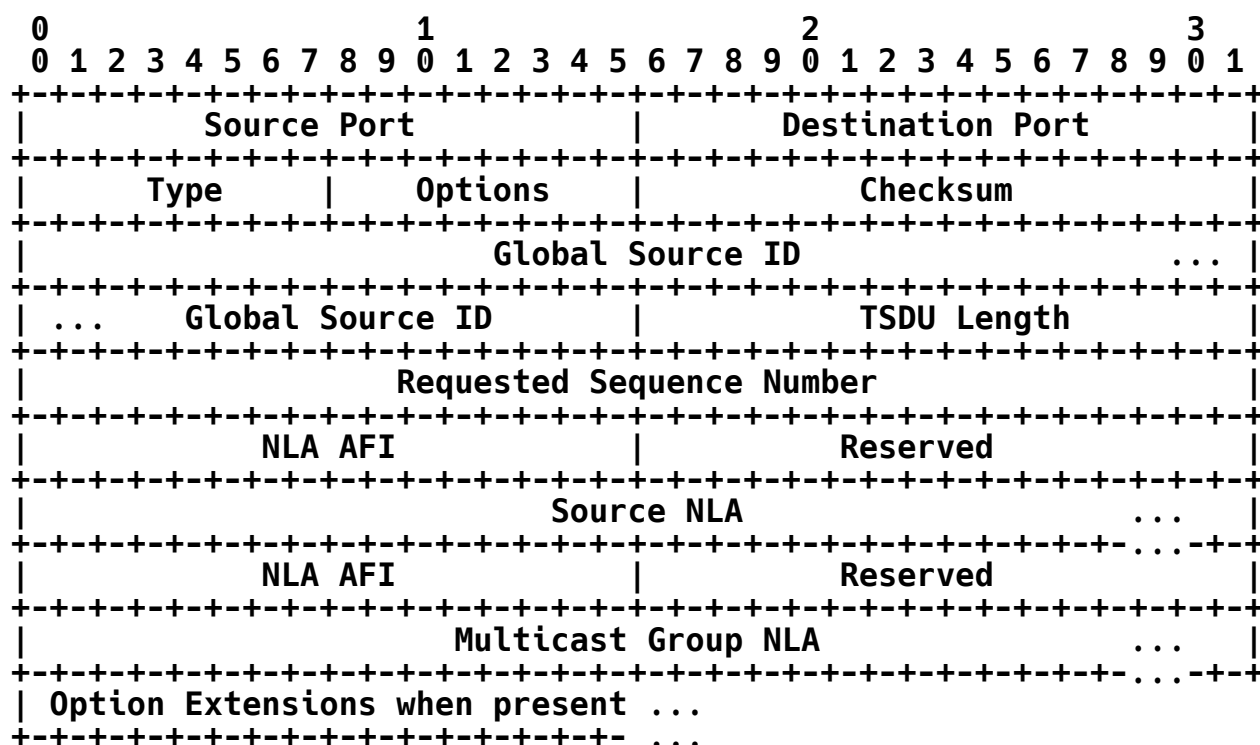 0                   1                   2                   3
 0 1 2 3 4 5 6 7 8 9 0 1 2 3 4 5 6 7 8 9 0 1 2 3 4 5 6 7 8 9 0 1
+-+-+-+-+-+-+-+-+-+-+-+-+-+-+-+-+-+-+-+-+-+-+-+-+-+-+-+-+-+-+-+-+
|         Source Port           |       Destination Port        |
+-+-+-+-+-+-+-+-+-+-+-+-+-+-+-+-+-+-+-+-+-+-+-+-+-+-+-+-+-+-+-+-+
|      Type     |    Options    |           Checksum            |
+-+-+-+-+-+-+-+-+-+-+-+-+-+-+-+-+-+-+-+-+-+-+-+-+-+-+-+-+-+-+-+-+
|                        Global Source ID                   ... |
+-+-+-+-+-+-+-+-+-+-+-+-+-+-+-+-+-+-+-+-+-+-+-+-+-+-+-+-+-+-+-+-+
| ...    Global Source ID       |           TSDU Length         |
+-+-+-+-+-+-+-+-+-+-+-+-+-+-+-+-+-+-+-+-+-+-+-+-+-+-+-+-+-+-+-+-+
|                   Requested Sequence Number                   |
+-+-+-+-+-+-+-+-+-+-+-+-+-+-+-+-+-+-+-+-+-+-+-+-+-+-+-+-+-+-+-+-+
|            NLA AFI            |          Reserved             |
+-+-+-+-+-+-+-+-+-+-+-+-+-+-+-+-+-+-+-+-+-+-+-+-+-+-+-+-+-+-+-+-+
|                           Source NLA                    ...   |
+-+-+-+-+-+-+-+-+-+-+-+-+-+-+-+-+-+-+-+-+-+-+-+-+-+-+-+-+-...-+-+
|            NLA AFI            |          Reserved             |
+-+-+-+-+-+-+-+-+-+-+-+-+-+-+-+-+-+-+-+-+-+-+-+-+-+-+-+-+-+-+-+-+
|                      Multicast Group NLA                ...   |
+-+-+-+-+-+-+-+-+-+-+-+-+-+-+-+-+-+-+-+-+-+-+-+-+-+-+-+-+-...-+-+
| Option Extensions when present ...
+-+-+-+-+-+-+-+-+-+-+-+-+-+-+-+- ...